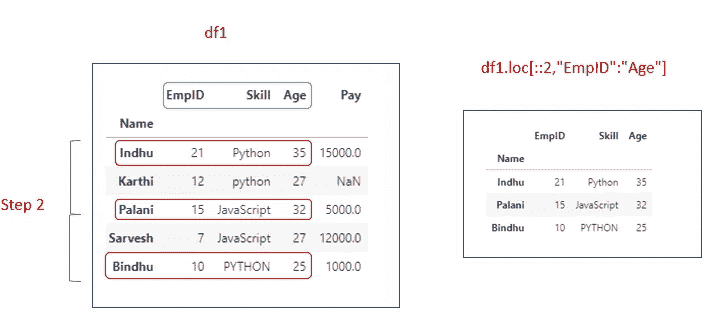 df1
EmpID Skill Age Pay
Name
Indhu 21 Python 35 15000.0
Karthi 12 python 27 NaN
Palani 15 JavaScript 32 5000.0
Sarvesh 7 JavaScript 27 12000.0
Bindhu 10 PYTHON 25 1000.0
Step 2
df1.loc[::2,"EmpID":"Age"]
EmpID Skill Age
Name
Indhu 21 Python 35
Palani 15 JavaScript 32
Bindhu 10 PYTHON 25